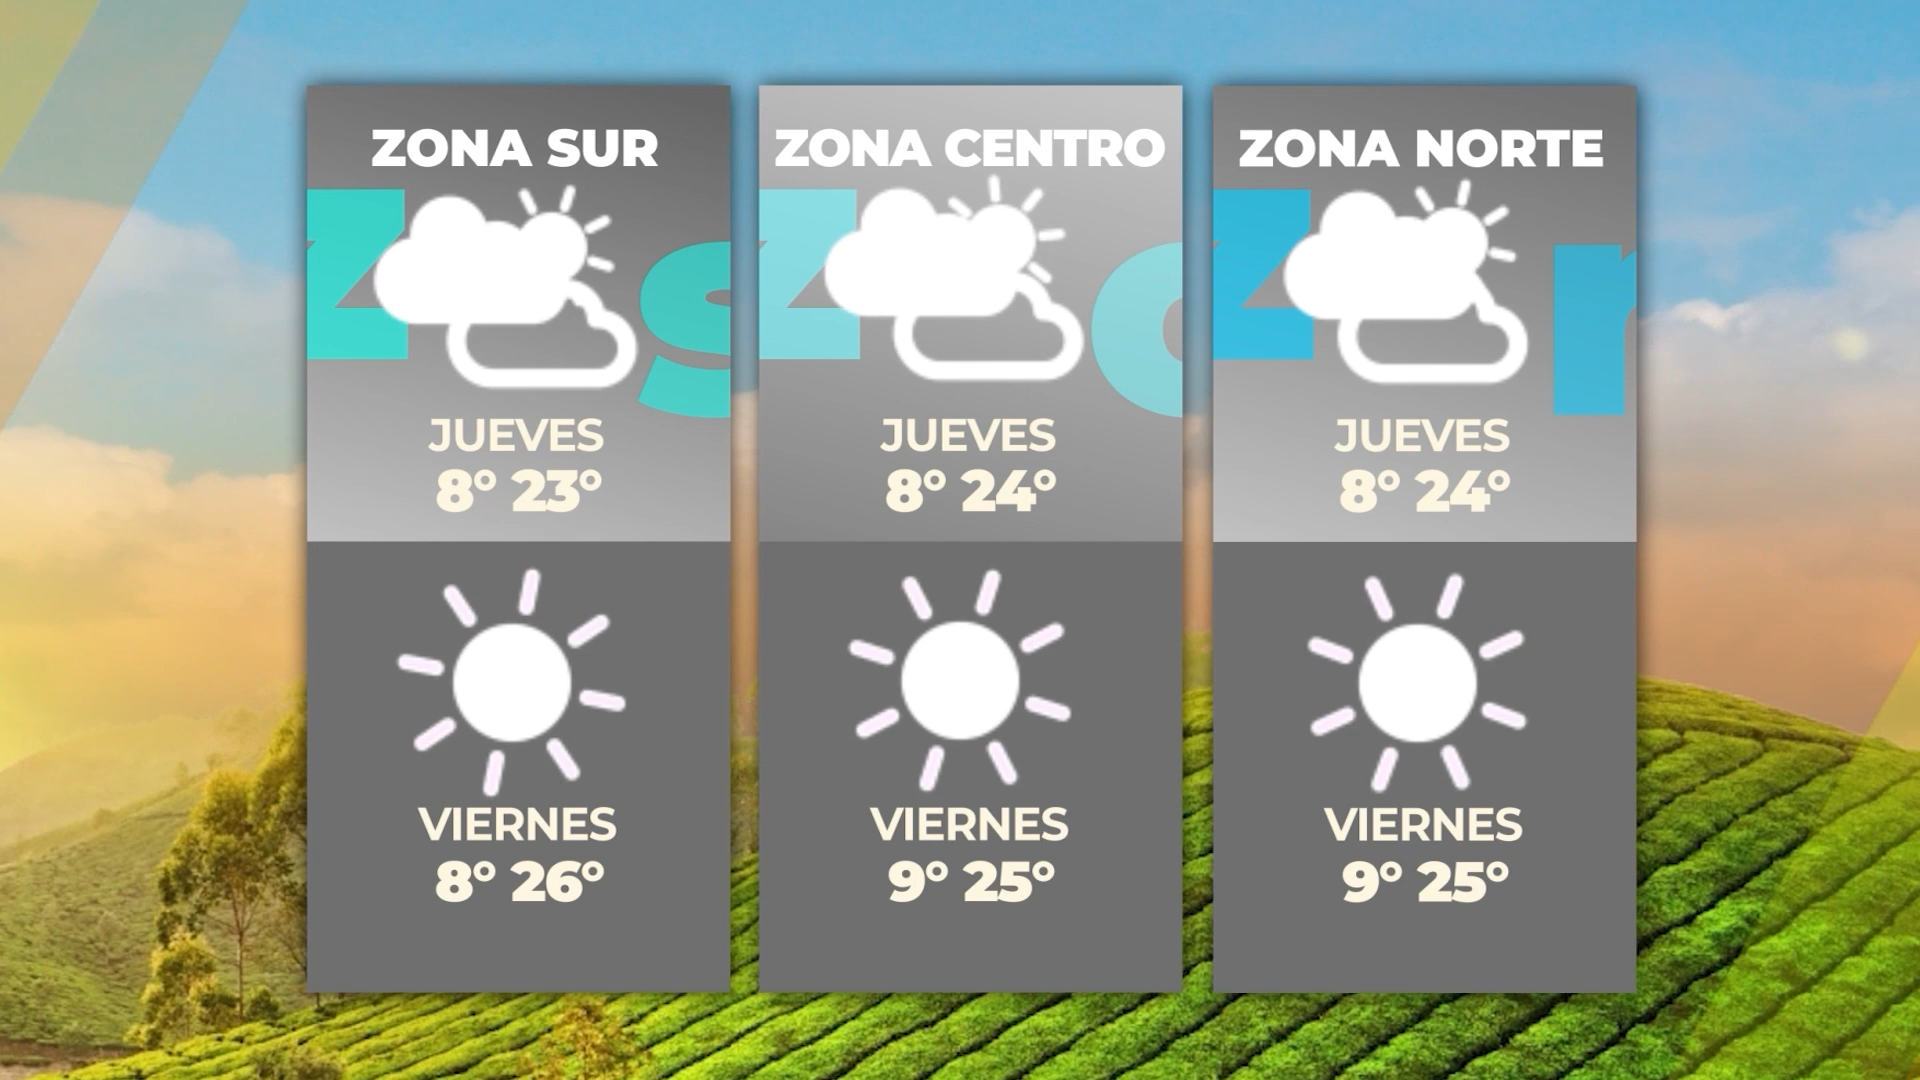 ZONA SUR
z s
JUEVES
8° 23°
VIERNES
8° 26°
ZONA CENTRO
z c
JUEVES
8° 24°
VIERNES
9° 25°
ZONA NORTE
z n
JUEVES
8° 24°
VIERNES
9° 25°